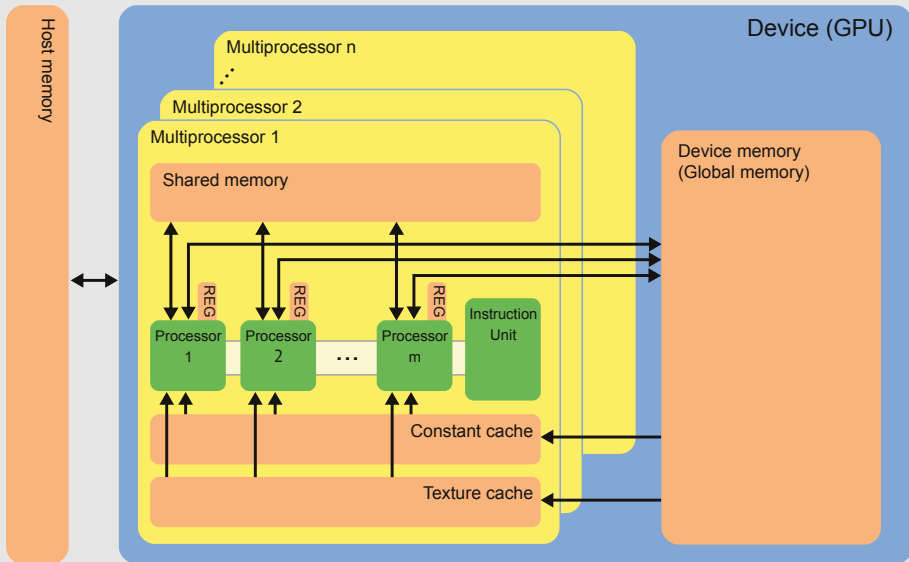 Host memory
Device (GPU)
Multiprocessor n
Multiprocessor 2
Multiprocessor 1
Shared memory
Device memory
(Global memory)
REG
REG
REG
Processor
1
Processor
2
...
Processor
m
Instruction
Unit
Constant cache
Texture cache